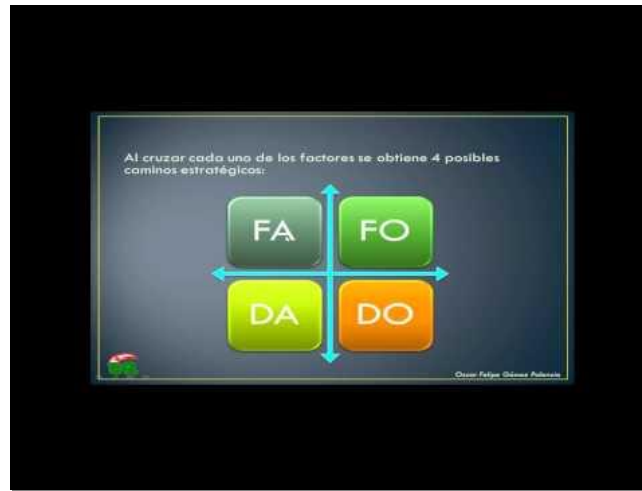 Al cruzar cada uno de los factores se obtiene 4 posibles
caminos estratégicos:
FA
FO
DA
DO
Oscar Felipe Gómez Palencia